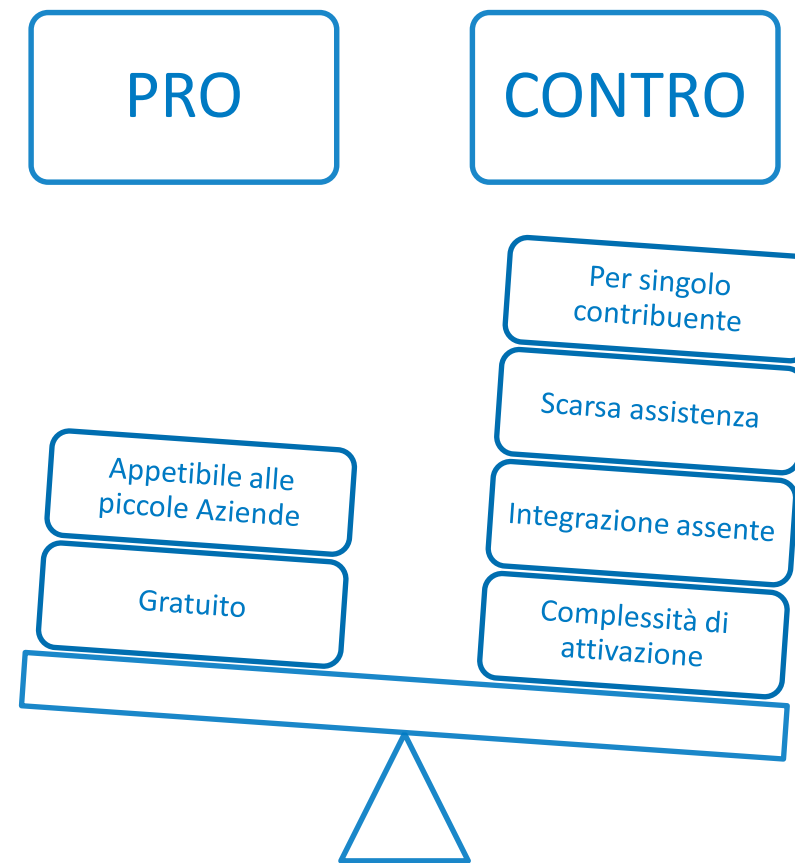 PRO
CONTRO
Appetibile alle
piccole Aziende
Gratuito
Per singolo
contribuente
Scarsa assistenza
Integrazione assente
Complessità di
attivazione